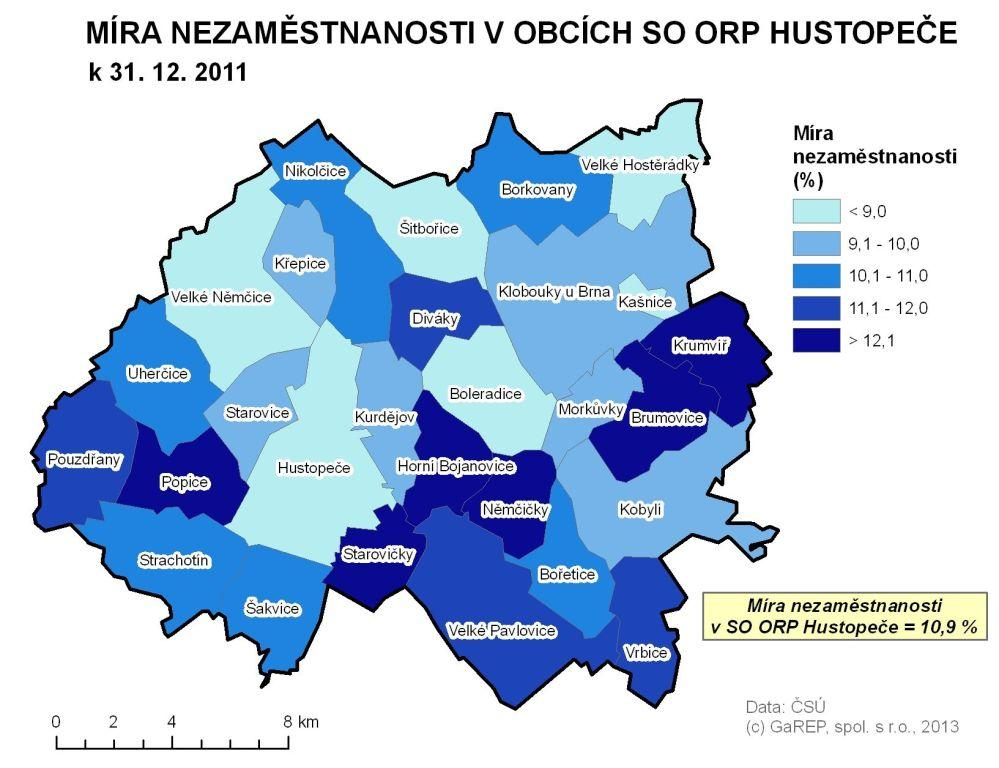 MÍRA NEZAMĚSTNANOSTI V OBCÍCH SO ORP HUSTOPEČE
k 31. 12. 2011
Míra
nezaměstnanosti
(%)
< 9,0
9,1 - 10,0
10,1 - 11,0
11,1 - 12,0
> 12,1
Velké Hostěrádky
Nikolčice
Borkovany
Šitbořice
Křepice
Velké Němčice
Klobouky u Brna
Kašnice
Diváky
Krumvíř
Uherčice
Boleradice
Starovice
Kurdějov
Morkůvky
Brumovice
Pouzdřany
Hustopeče
Horní Bojanovice
Popice
Němčičky
Kobylí
Starovičky
Strachotín
Bořetice
Šakvice
Velké Pavlovice
Vrbice
Míra nezaměstnanosti
v SO ORP Hustopeče = 10,9 %
0 2 4 8 km
Data: ČSÚ
(c) GaREP, spol. s r.o., 2013